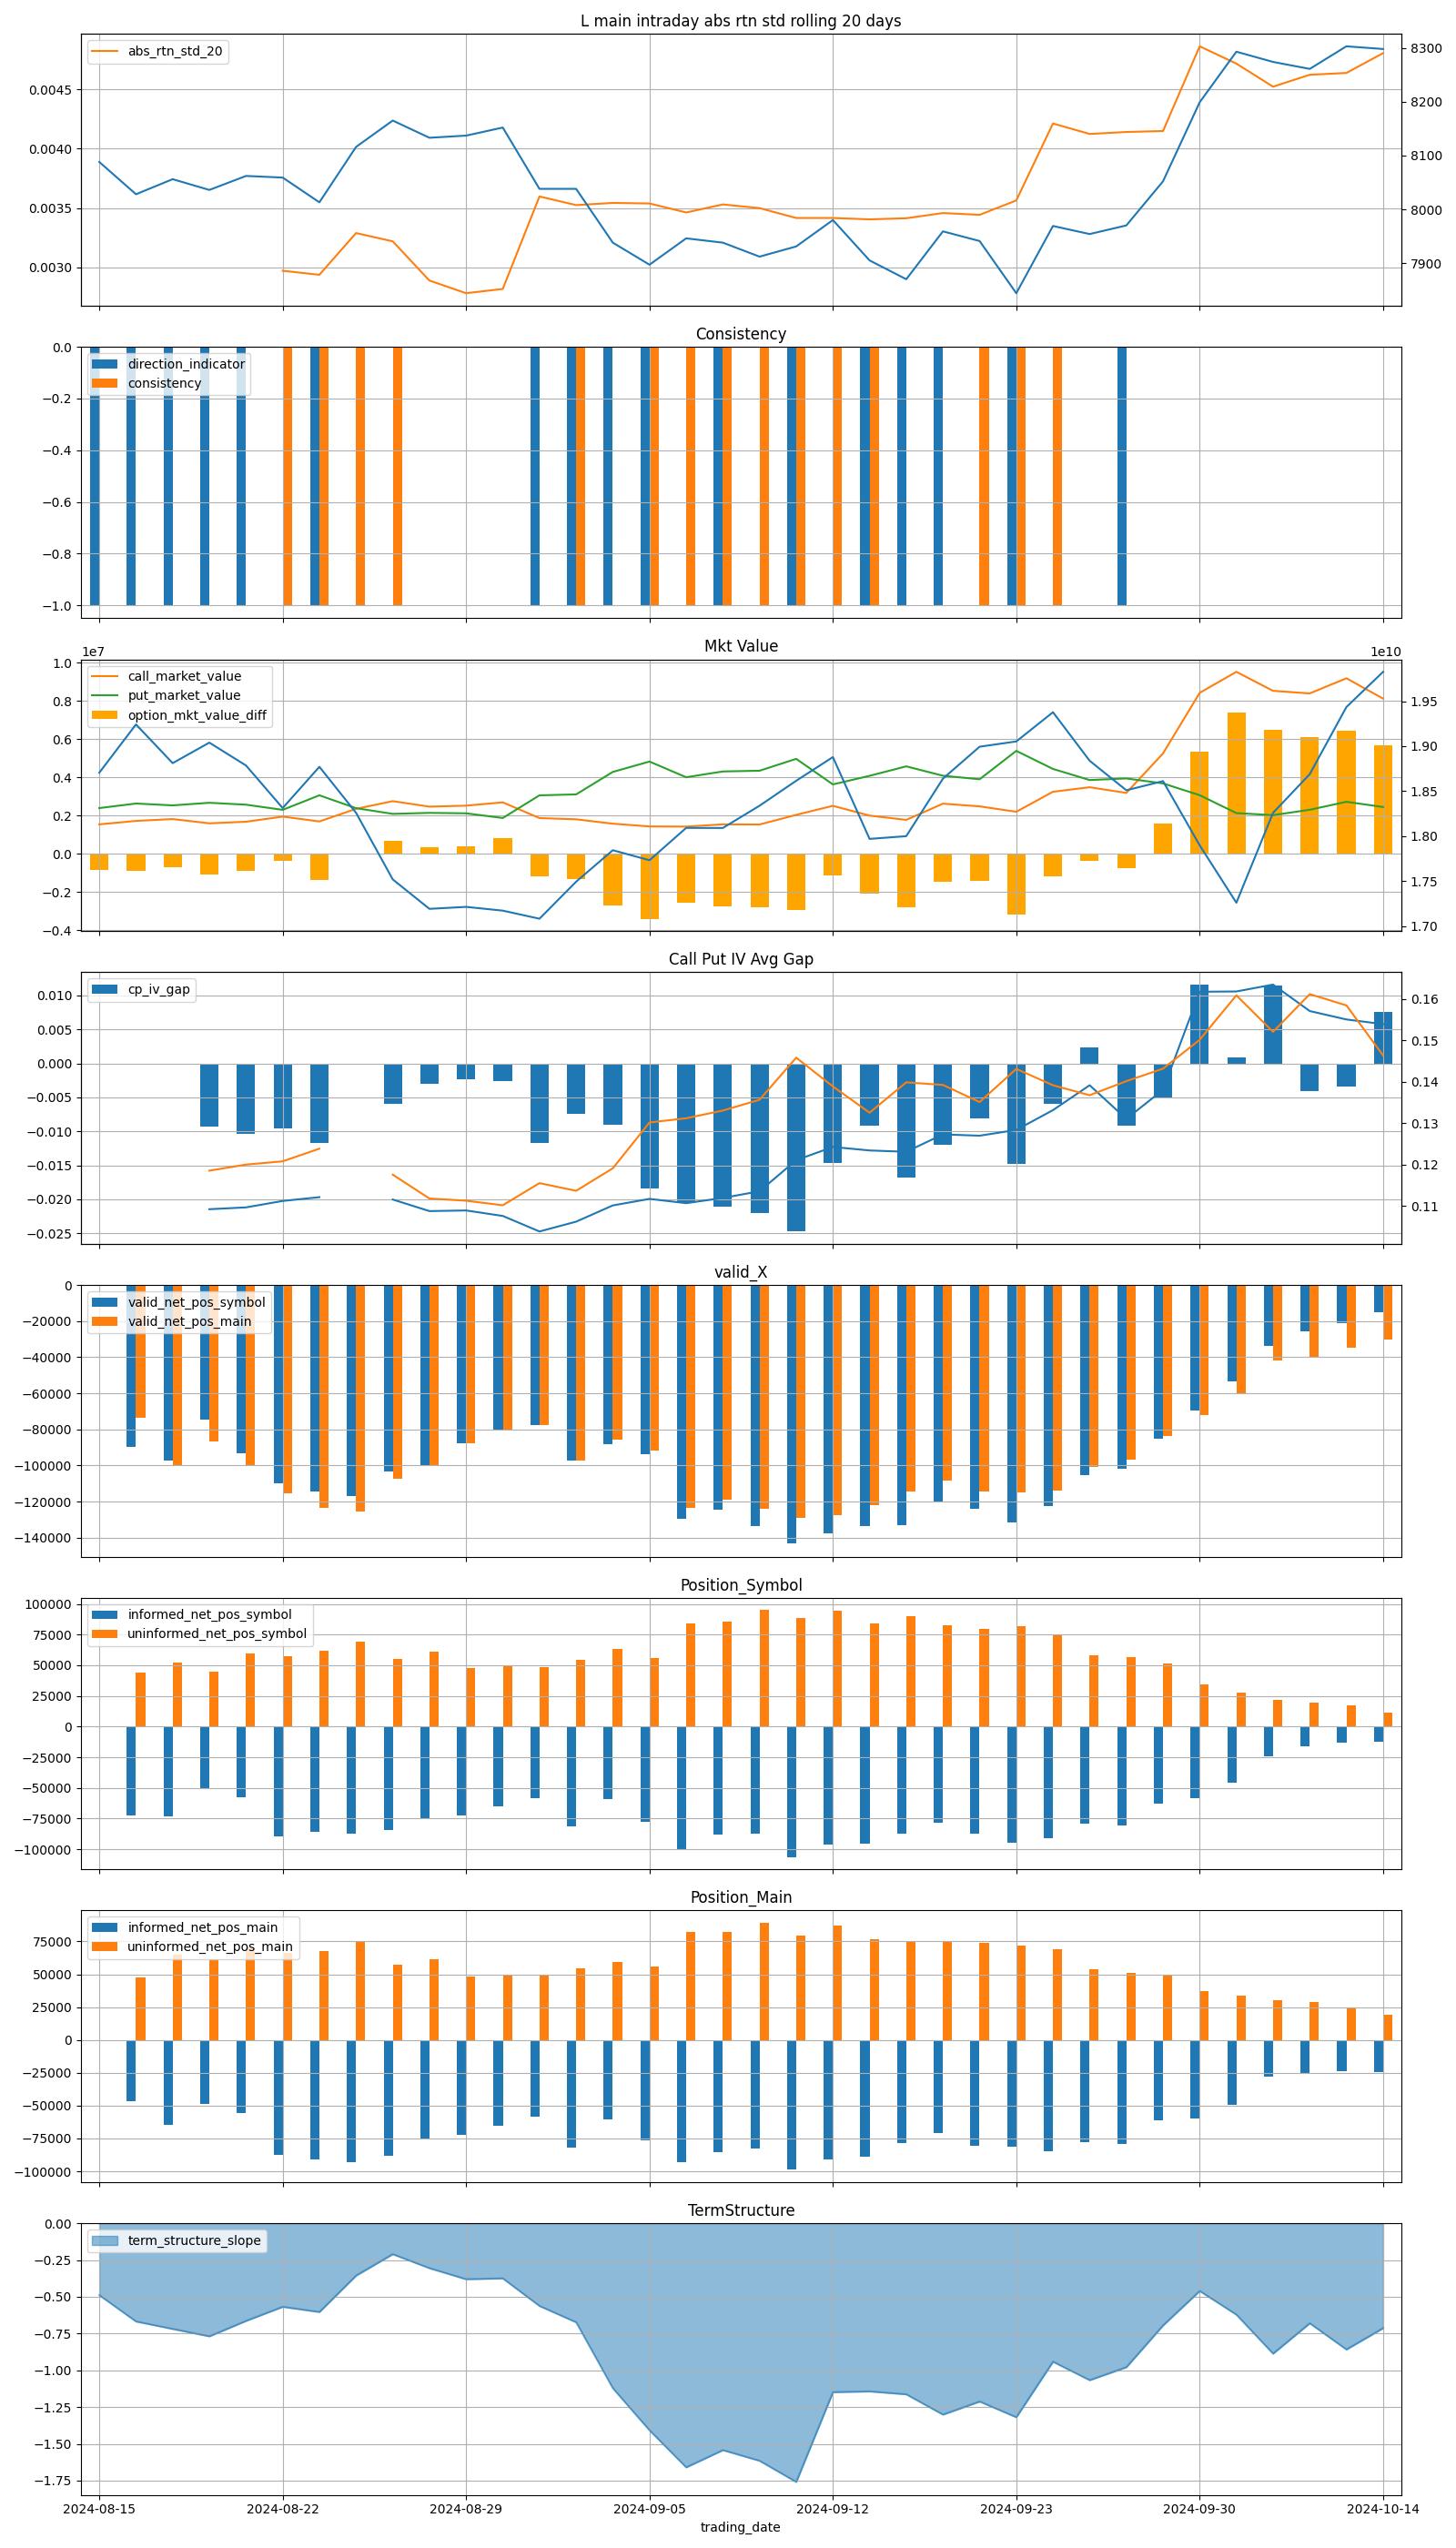 L main intraday abs rtn std rolling 20 days
abs_rtn_std_20
0.0045
0.0040
0.0035
0.0030
8300
8200
8100
8000
7900
Consistency
direction_indicator
consistency
0.0
−0.2
−0.4
−0.6
−0.8
−1.0
Mkt Value
1e7
1e10
call_market_value
put_market_value
option_mkt_value_diff
1.0
0.8
0.6
0.4
0.2
0.0
−0.2
−0.4
1.95
1.90
1.85
1.80
1.75
1.70
Call Put IV Avg Gap
cp_iv_gap
0.010
0.005
0.000
−0.005
−0.010
−0.015
−0.020
−0.025
0.16
0.15
0.14
0.13
0.12
0.11
valid_X
valid_net_pos_symbol
valid_net_pos_main
0
−20000
−40000
−60000
−80000
−100000
−120000
−140000
Position_Symbol
informed_net_pos_symbol
uninformed_net_pos_symbol
100000
75000
50000
25000
0
−25000
−50000
−75000
−100000
Position_Main
informed_net_pos_main
uninformed_net_pos_main
75000
50000
25000
0
−25000
−50000
−75000
−100000
TermStructure
term_structure_slope
0.00
−0.25
−0.50
−0.75
−1.00
−1.25
−1.50
−1.75
2024-08-15 2024-08-22 2024-08-29 2024-09-05 2024-09-12 2024-09-23 2024-09-30 2024-10-14
trading_date